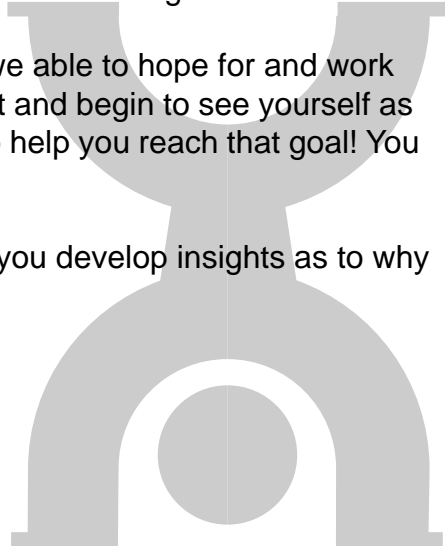 we able to hope for and work
t and begin to see yourself as
help you reach that goal! You
you develop insights as to why